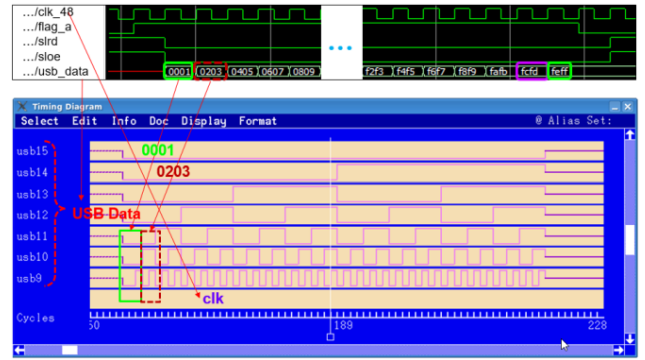 .../clk_48
.../flag_a
.../slrd
.../sloe
.../usb_data 0001 0203 0405 0607 0809 ... f2f3 f4f5 f6f7 f8f9 fafb fcfd feff
Timing Diagram
Select Edit Info Doc Display Format @ Alias Set:
usb15 0001
usb14 0203
usb13
usb12 USB Data
usb11
usb10
usb9
clk
Cycles 50 189 228